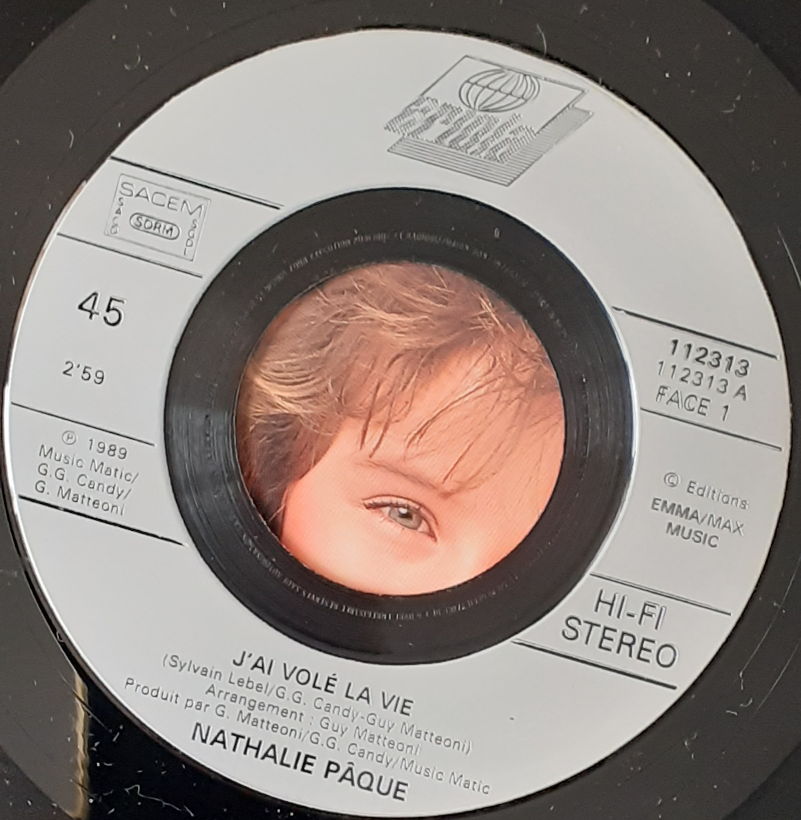 SACEM
SACD
SDRM
SGDL
45
2'59
℗ 1989
Music Matic/
G.G. Candy/
G. Matteoni
112313
112313 A
FACE 1
© Editions
EMMA/MAX
MUSIC
HI-FI
STEREO
J'AI VOLÉ LA VIE
(Sylvain Lebel/G.G. Candy-Guy Matteoni)
Arrangement : Guy Matteoni
Produit par G. Matteoni/G.G. Candy/Music Matic
NATHALIE PÂQUE